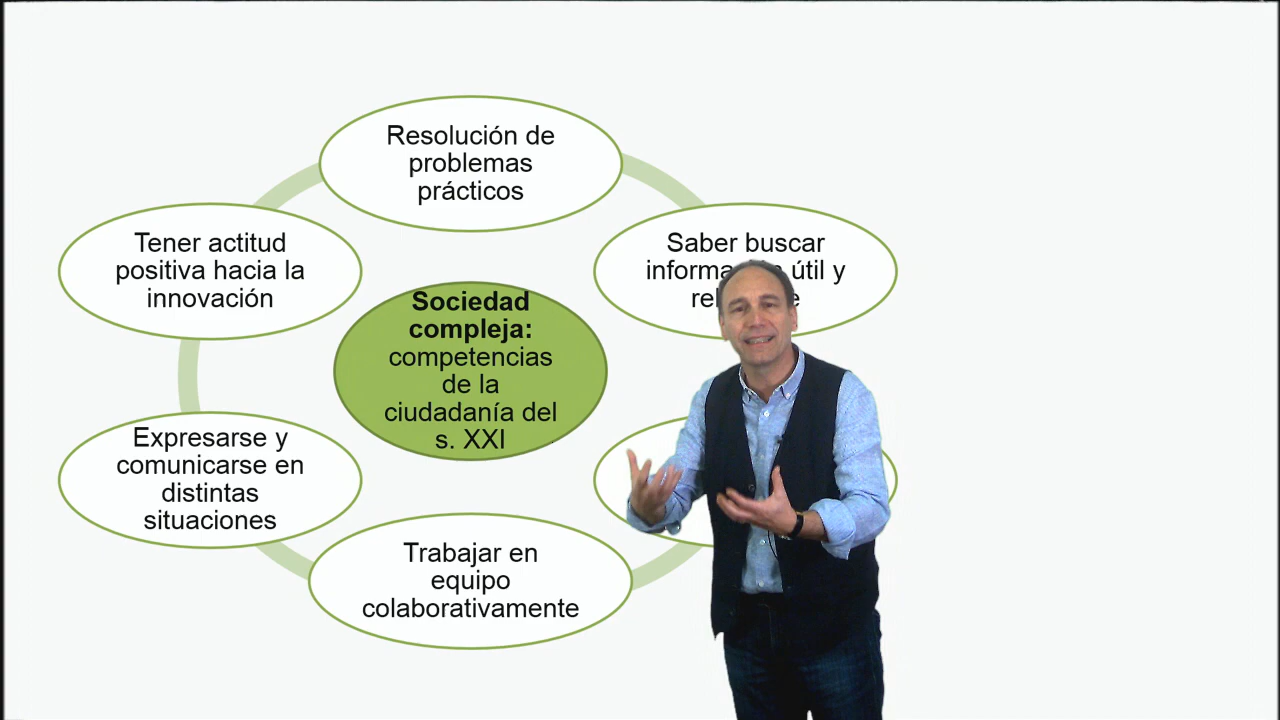 Resolución de
problemas
prácticos
Saber buscar
útil y
Tener actitud
positiva hacia la
innovación
Sociedad
compleja:
competencias
de la
ciudadanía del
s. XXI
Expresarse y
comunicarse en
distintas
situaciones
Trabajar en
equipo
colaborativamente